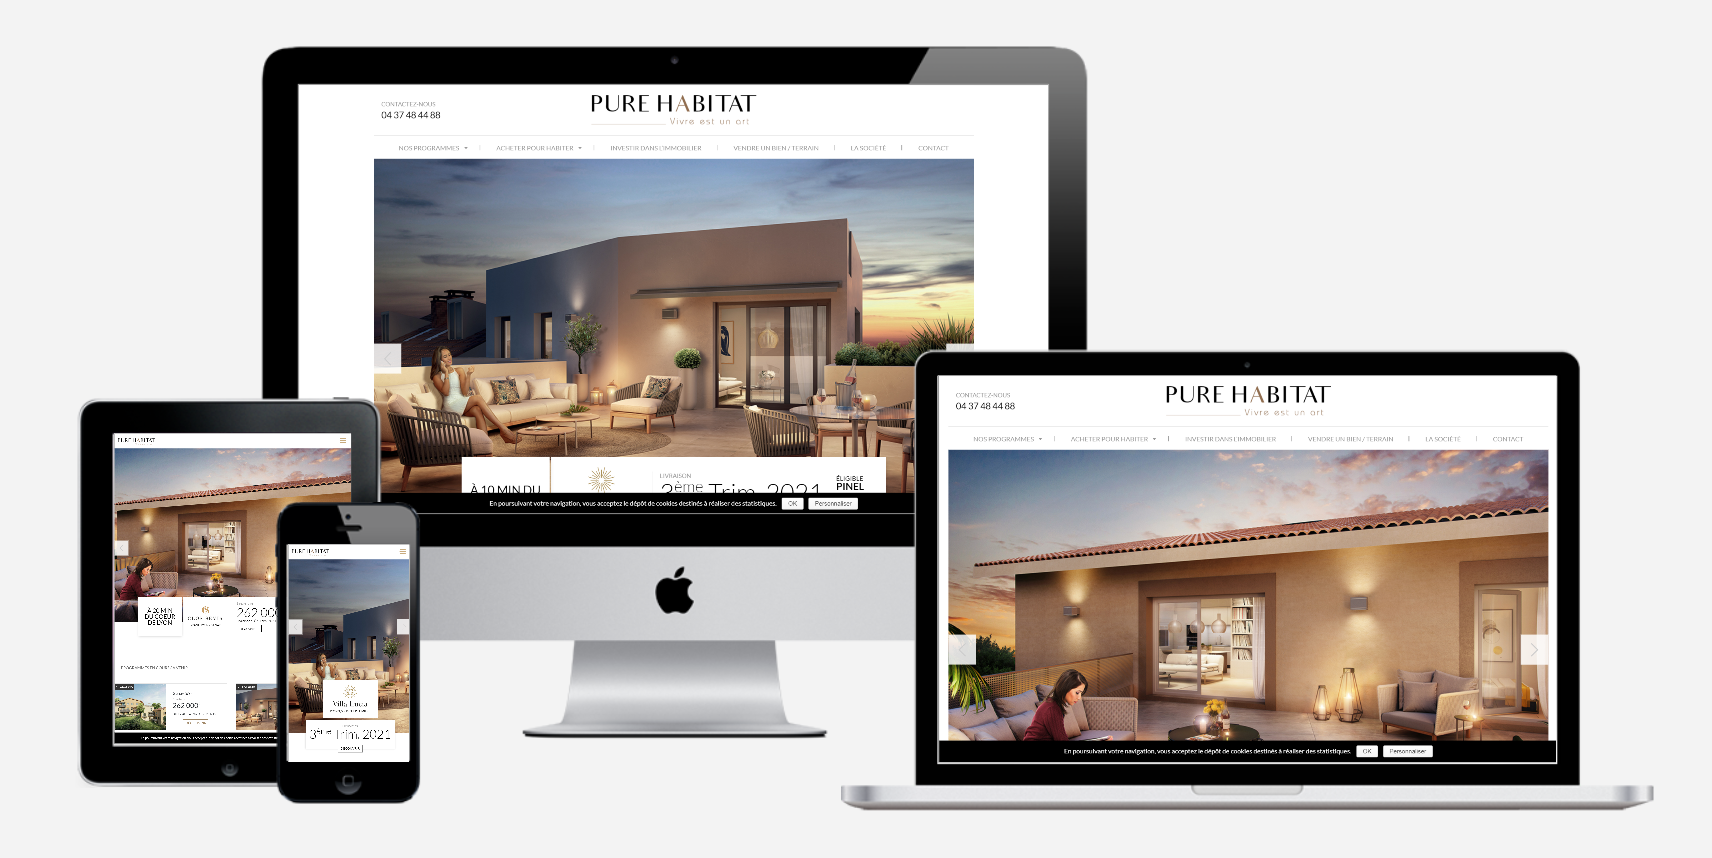 CONTACTEZ-NOUS
04 37 48 44 88
PURE HABITAT
Vivre est un art
NOS PROGRAMMES
ACHETER POUR HABITER
INVESTIR DANS L'IMMOBILIER
VENDRE UN BIEN / TERRAIN
LA SOCIÉTÉ
CONTACT
À 10 MIN DU
LIVRAISON
3ème Trim. 2021
ÉLIGIBLE
PINEL
En poursuivant votre navigation, vous acceptez le dépôt de cookies destinés à réaliser des statistiques. OK Personnaliser
CONTACTEZ-NOUS
04 37 48 44 88
PURE HABITAT
Vivre est un art
NOS PROGRAMMES
ACHETER POUR HABITER
INVESTIR DANS L'IMMOBILIER
VENDRE UN BIEN / TERRAIN
LA SOCIÉTÉ
CONTACT
En poursuivant votre navigation, vous acceptez le dépôt de cookies destinés à réaliser des statistiques. OK Personnaliser
PURE HABITAT
À 20 MIN
DU COEUR
DE LYON
262 000
262 000
PURE HABITAT
3ème Trim. 2021